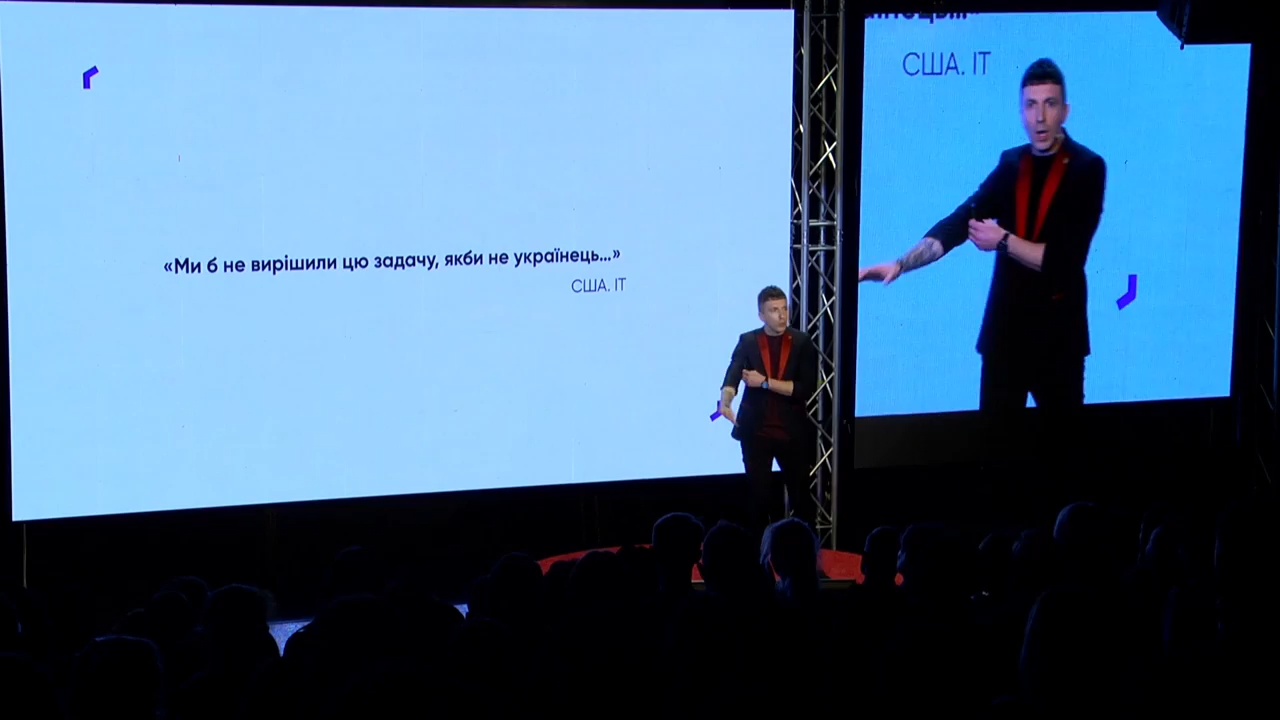 «Ми б не вирішили цю задачу, якби не українець...»
США. ІТ
США. ІТ